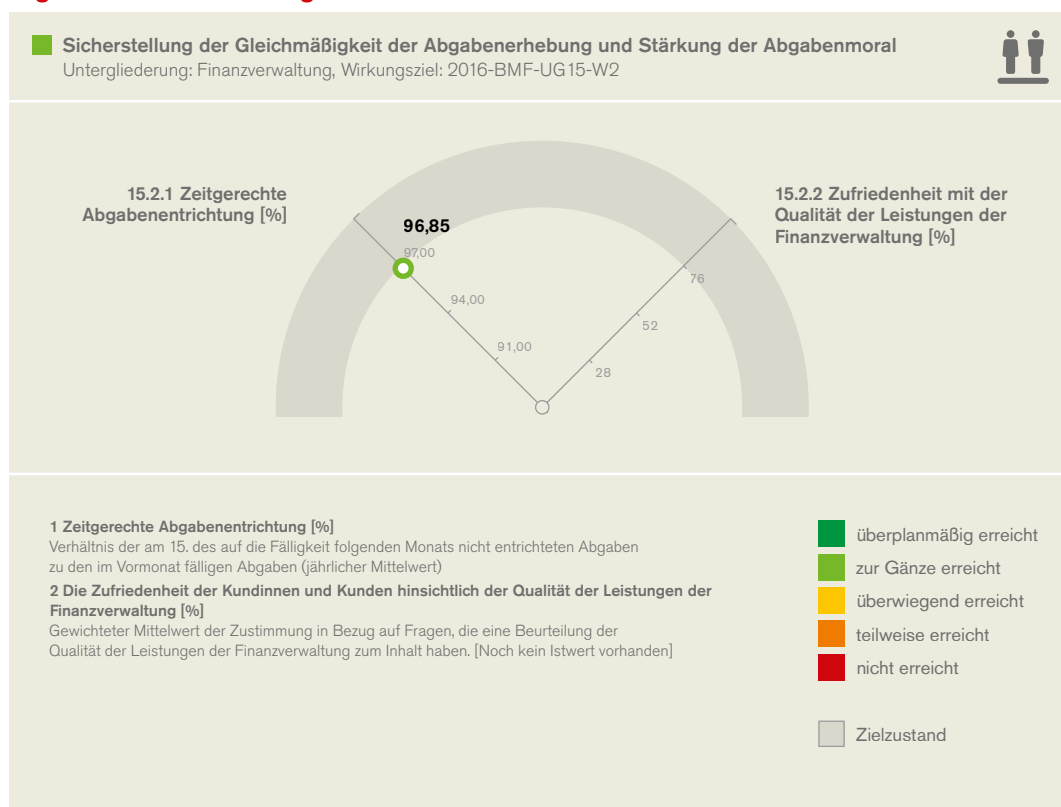 Sicherstellung der Gleichmäßigkeit der Abgabenerhebung und Stärkung der Abgabenmoral
Untergliederung: Finanzverwaltung, Wirkungsziel: 2016-BMF-UG15-W2
15.2.1 Zeitgerechte
Abgabenentrichtung [%]
15.2.2 Zufriedenheit mit der
Qualität der Leistungen der
Finanzverwaltung [%]
96,85
97,00
94,00
91,00
76
52
28
1 Zeitgerechte Abgabenentrichtung [%]
Verhältnis der am 15. des auf die Fälligkeit folgenden Monats nicht entrichteten Abgaben
zu den im Vormonat fälligen Abgaben (jährlicher Mittelwert)
2 Die Zufriedenheit der Kundinnen und Kunden hinsichtlich der Qualität der Leistungen der
Finanzverwaltung [%]
Gewichteter Mittelwert der Zustimmung in Bezug auf Fragen, die eine Beurteilung der
Qualität der Leistungen der Finanzverwaltung zum Inhalt haben. [Noch kein Istwert vorhanden]
überplanmäßig erreicht
zur Gänze erreicht
überwiegend erreicht
teilweise erreicht
nicht erreicht
Zielzustand